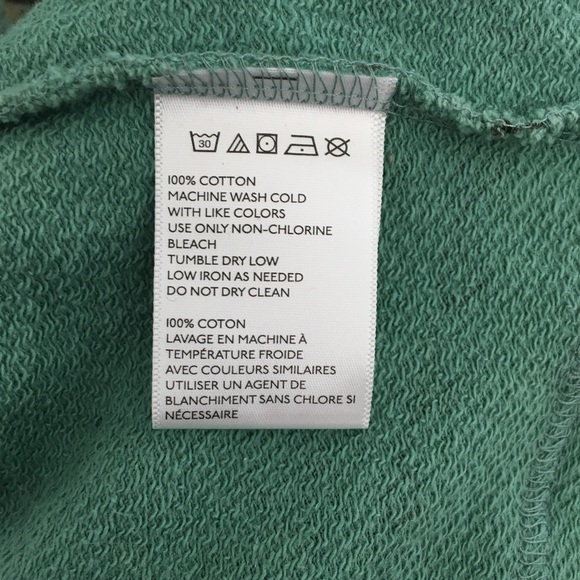 30
100% COTTON
MACHINE WASH COLD
WITH LIKE COLORS
USE ONLY NON-CHLORINE
BLEACH
TUMBLE DRY LOW
LOW IRON AS NEEDED
DO NOT DRY CLEAN
100% COTON
LAVAGE EN MACHINE À
TEMPÉRATURE FROIDE
AVEC COULEURS SIMILAIRES
UTILISER UN AGENT DE
BLANCHIMENT SANS CHLORE SI
NÉCESSAIRE